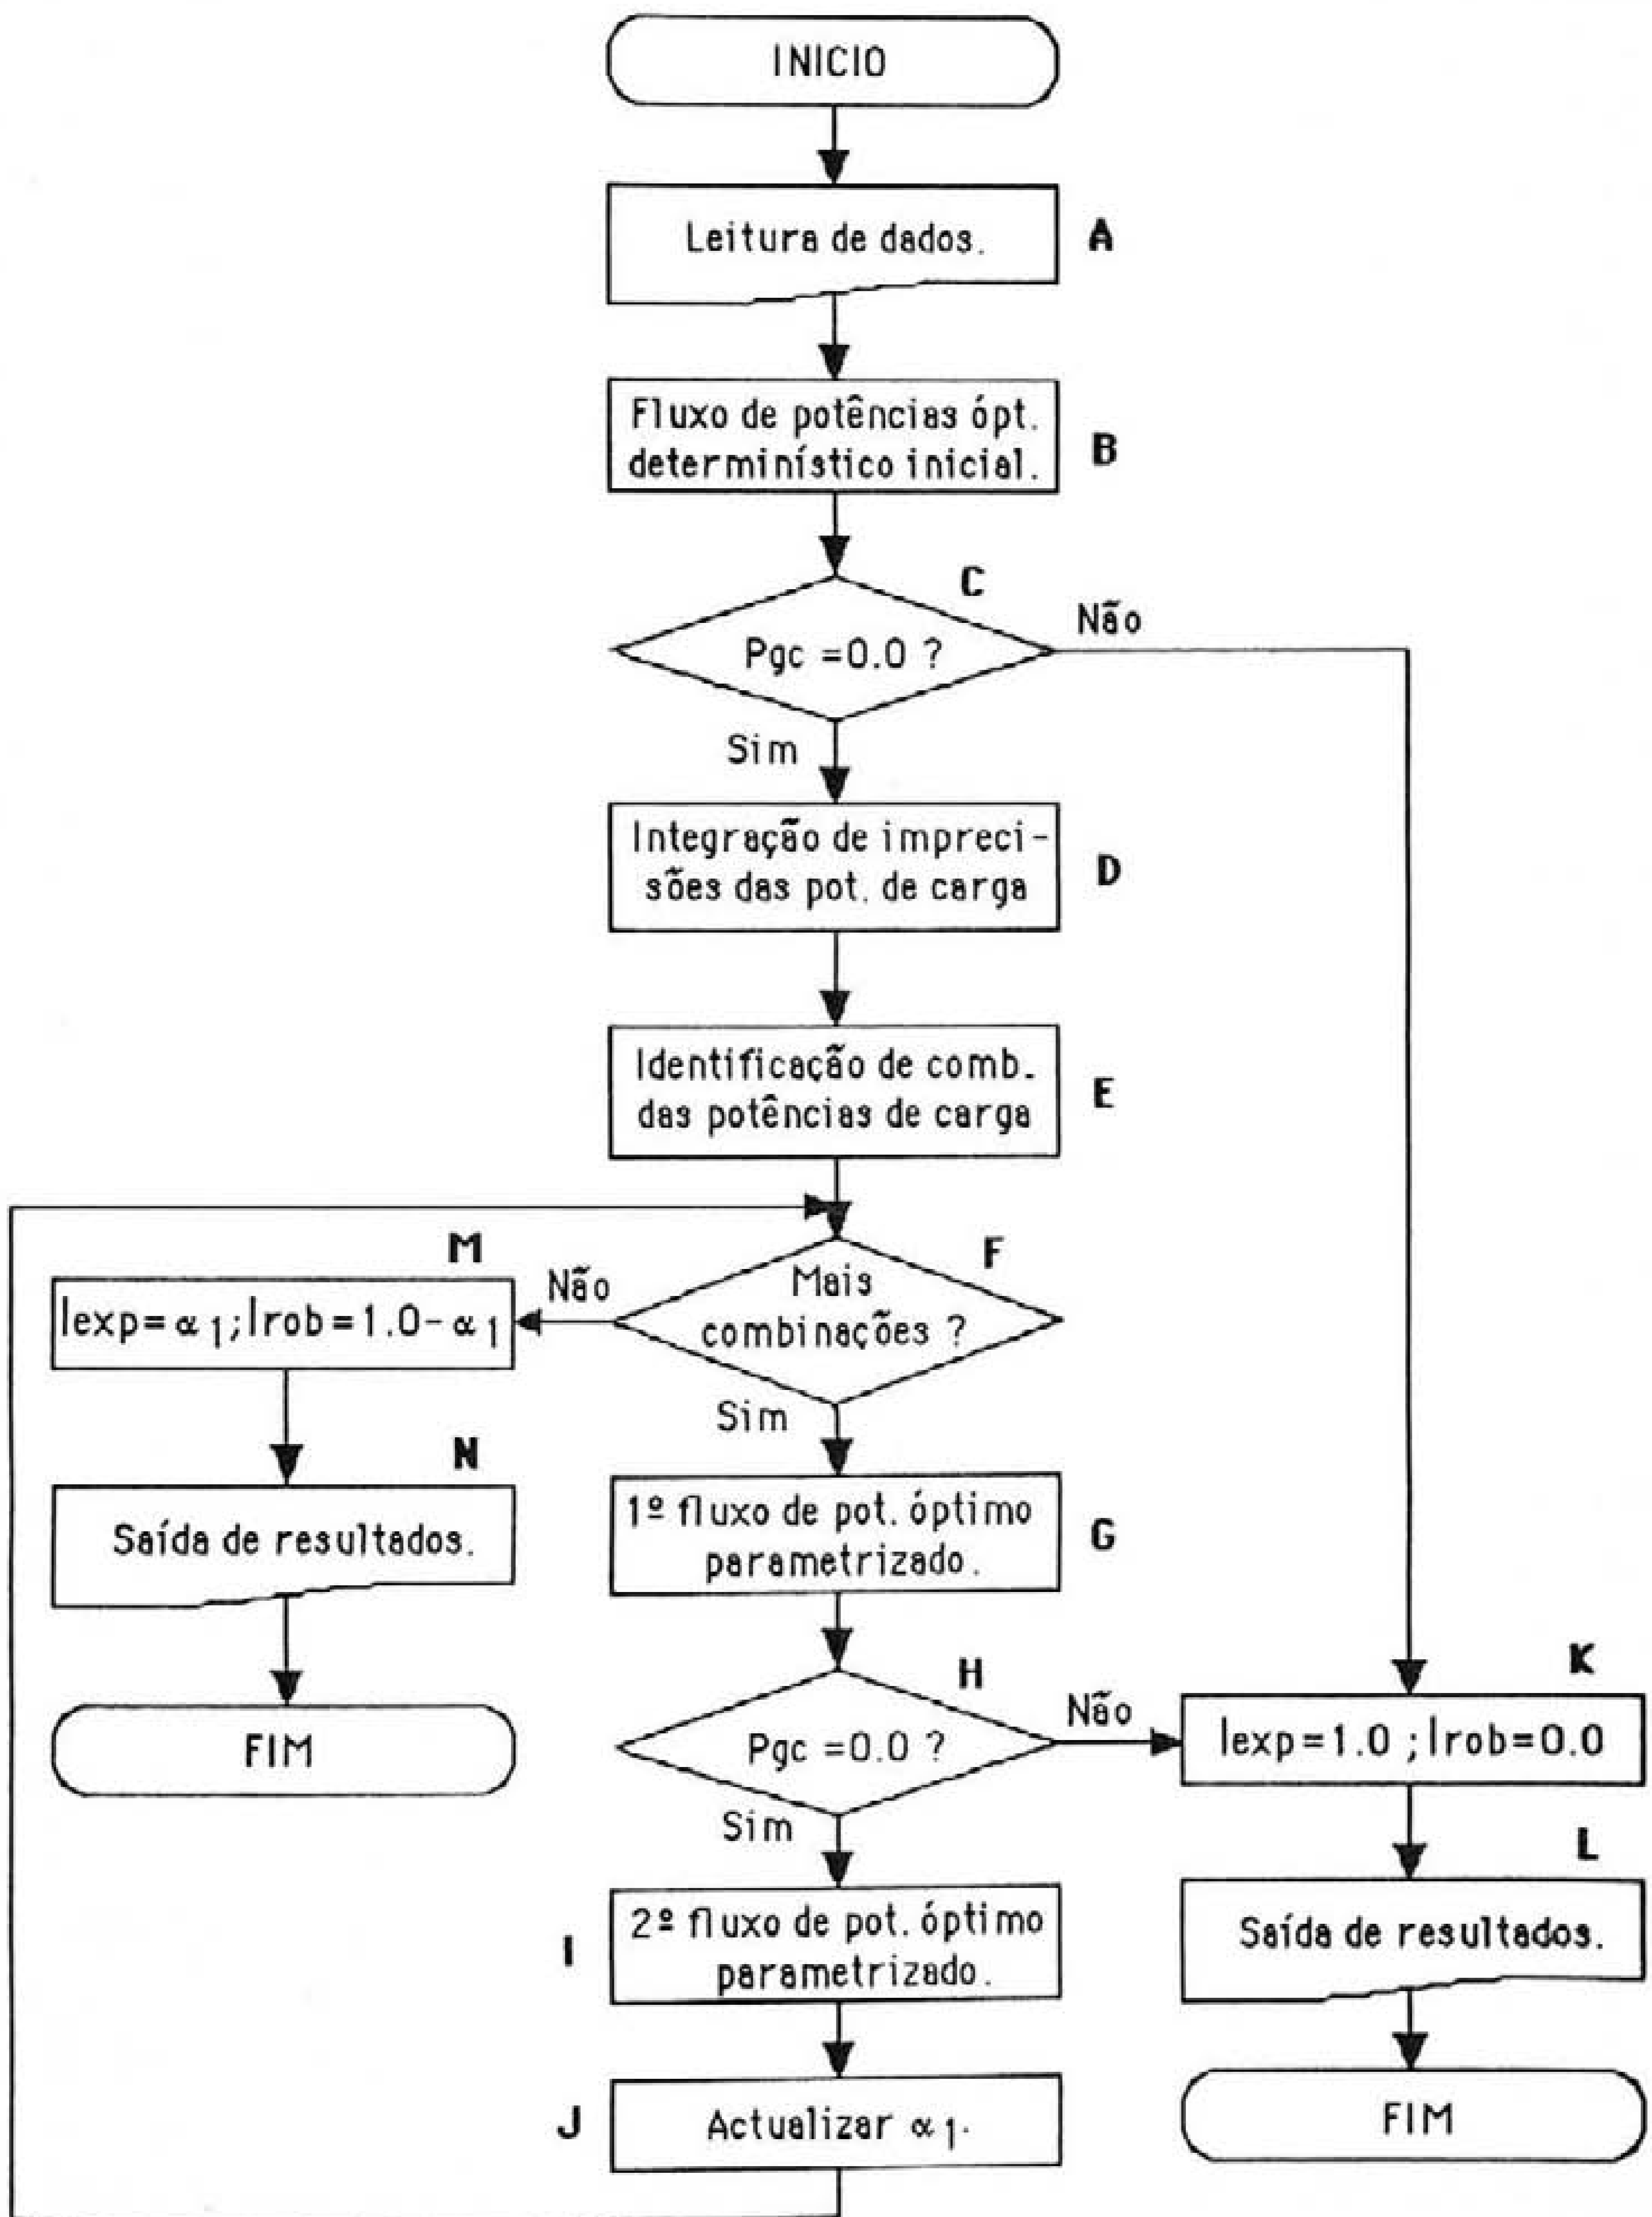 INICIO
Leitura de dados.
A
Fluxo de potências ópt.
determinístico inicial.
B
C
Pgc =0.0 ?
Não
Sim
Integração de impreci-
sões das pot. de carga
D
Identificação de comb.
das potências de carga
E
F
Mais
combinações ?
Não
Sim
M
Iexp=α1;Irob=1.0-α1
N
Saída de resultados.
FIM
1º fluxo de pot. óptimo
parametrizado.
G
H
Pgc =0.0 ?
Não
Sim
K
Iexp=1.0 ;Irob=0.0
L
Saída de resultados.
FIM
I
2º fluxo de pot. óptimo
parametrizado.
J
Actualizar α1.